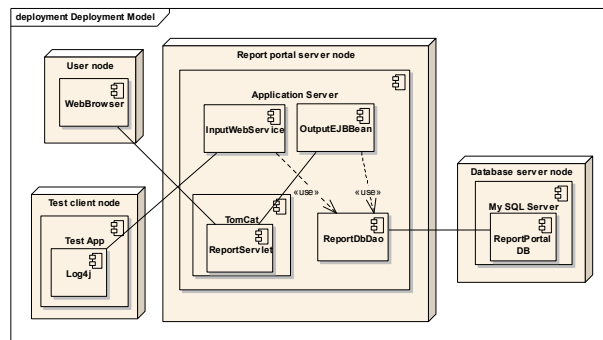 deployment Deployment Model
Report portal server node
User node
WebBrowser
Application Server
InputWebService
OutputEJBBean
Database server node
«use»
«use»
My SQL Server
Test client node
Test App
Log4j
TomCat
ReportServlet
ReportDbDao
ReportPortal
DB